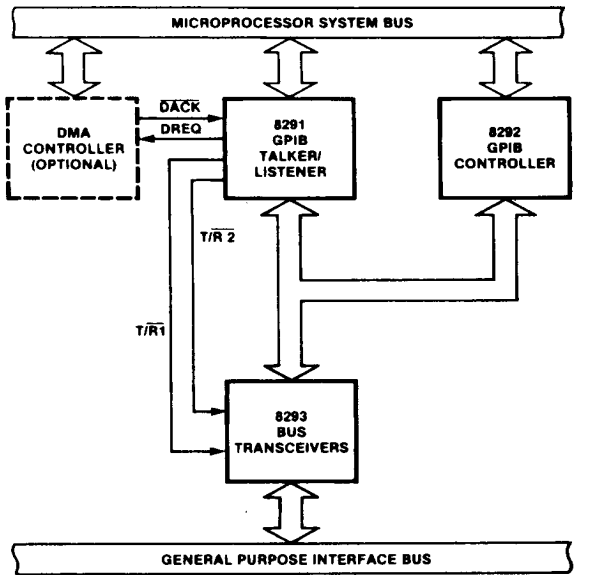 MICROPROCESSOR SYSTEM BUS
DMA
CONTROLLER
(OPTIONAL)
DACK
DREQ
8291
GPIB
TALKER/
LISTENER
8292
GPIB
CONTROLLER
T/R 2
T/R1
8293
BUS
TRANSCEIVERS
GENERAL PURPOSE INTERFACE BUS